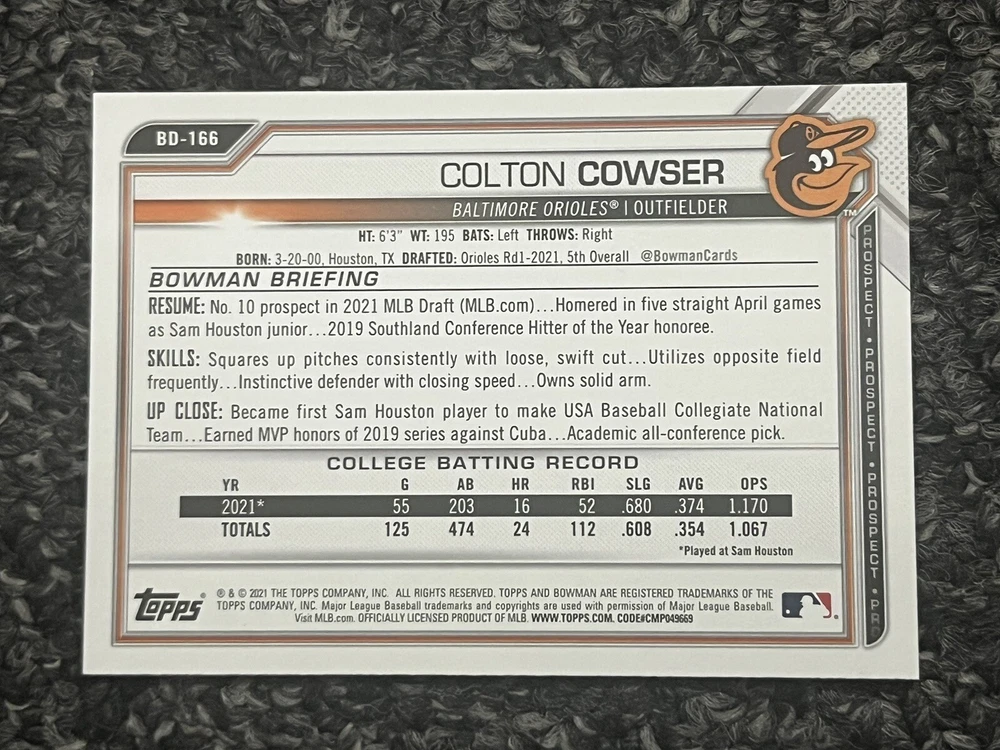 BD-166
COLTON COWSER
BALTIMORE ORIOLES® | OUTFIELDER
HT: 6'3" WT: 195 BATS: Left THROWS: Right
BORN: 3-20-00, Houston, TX DRAFTED: Orioles Rd1-2021, 5th Overall @BowmanCards
BOWMAN BRIEFING
RESUME: No. 10 prospect in 2021 MLB Draft (MLB.com)...Homered in five straight April games
as Sam Houston junior...2019 Southland Conference Hitter of the Year honoree.
SKILLS: Squares up pitches consistently with loose, swift cut...Utilizes opposite field
frequently...Instinctive defender with closing speed...Owns solid arm.
UP CLOSE: Became first Sam Houston player to make USA Baseball Collegiate National
Team...Earned MVP honors of 2019 series against Cuba...Academic all-conference pick.
COLLEGE BATTING RECORD
YR G AB HR RBI SLG AVG OPS
2021* 55 203 16 52 .680 .374 1.170
TOTALS 125 474 24 112 .608 .354 1.067
*Played at Sam Houston
Topps® ® & © 2021 THE TOPPS COMPANY, INC. ALL RIGHTS RESERVED. TOPPS AND BOWMAN ARE REGISTERED TRADEMARKS OF THE
TOPPS COMPANY, INC. Major League Baseball trademarks and copyrights are used with permission of Major League Baseball.
Visit MLB.com. OFFICIALLY LICENSED PRODUCT OF MLB. WWW.TOPPS.COM. CODE#CMP049669
TM
PROSPECT • PROSPECT • PROSPECT • PR